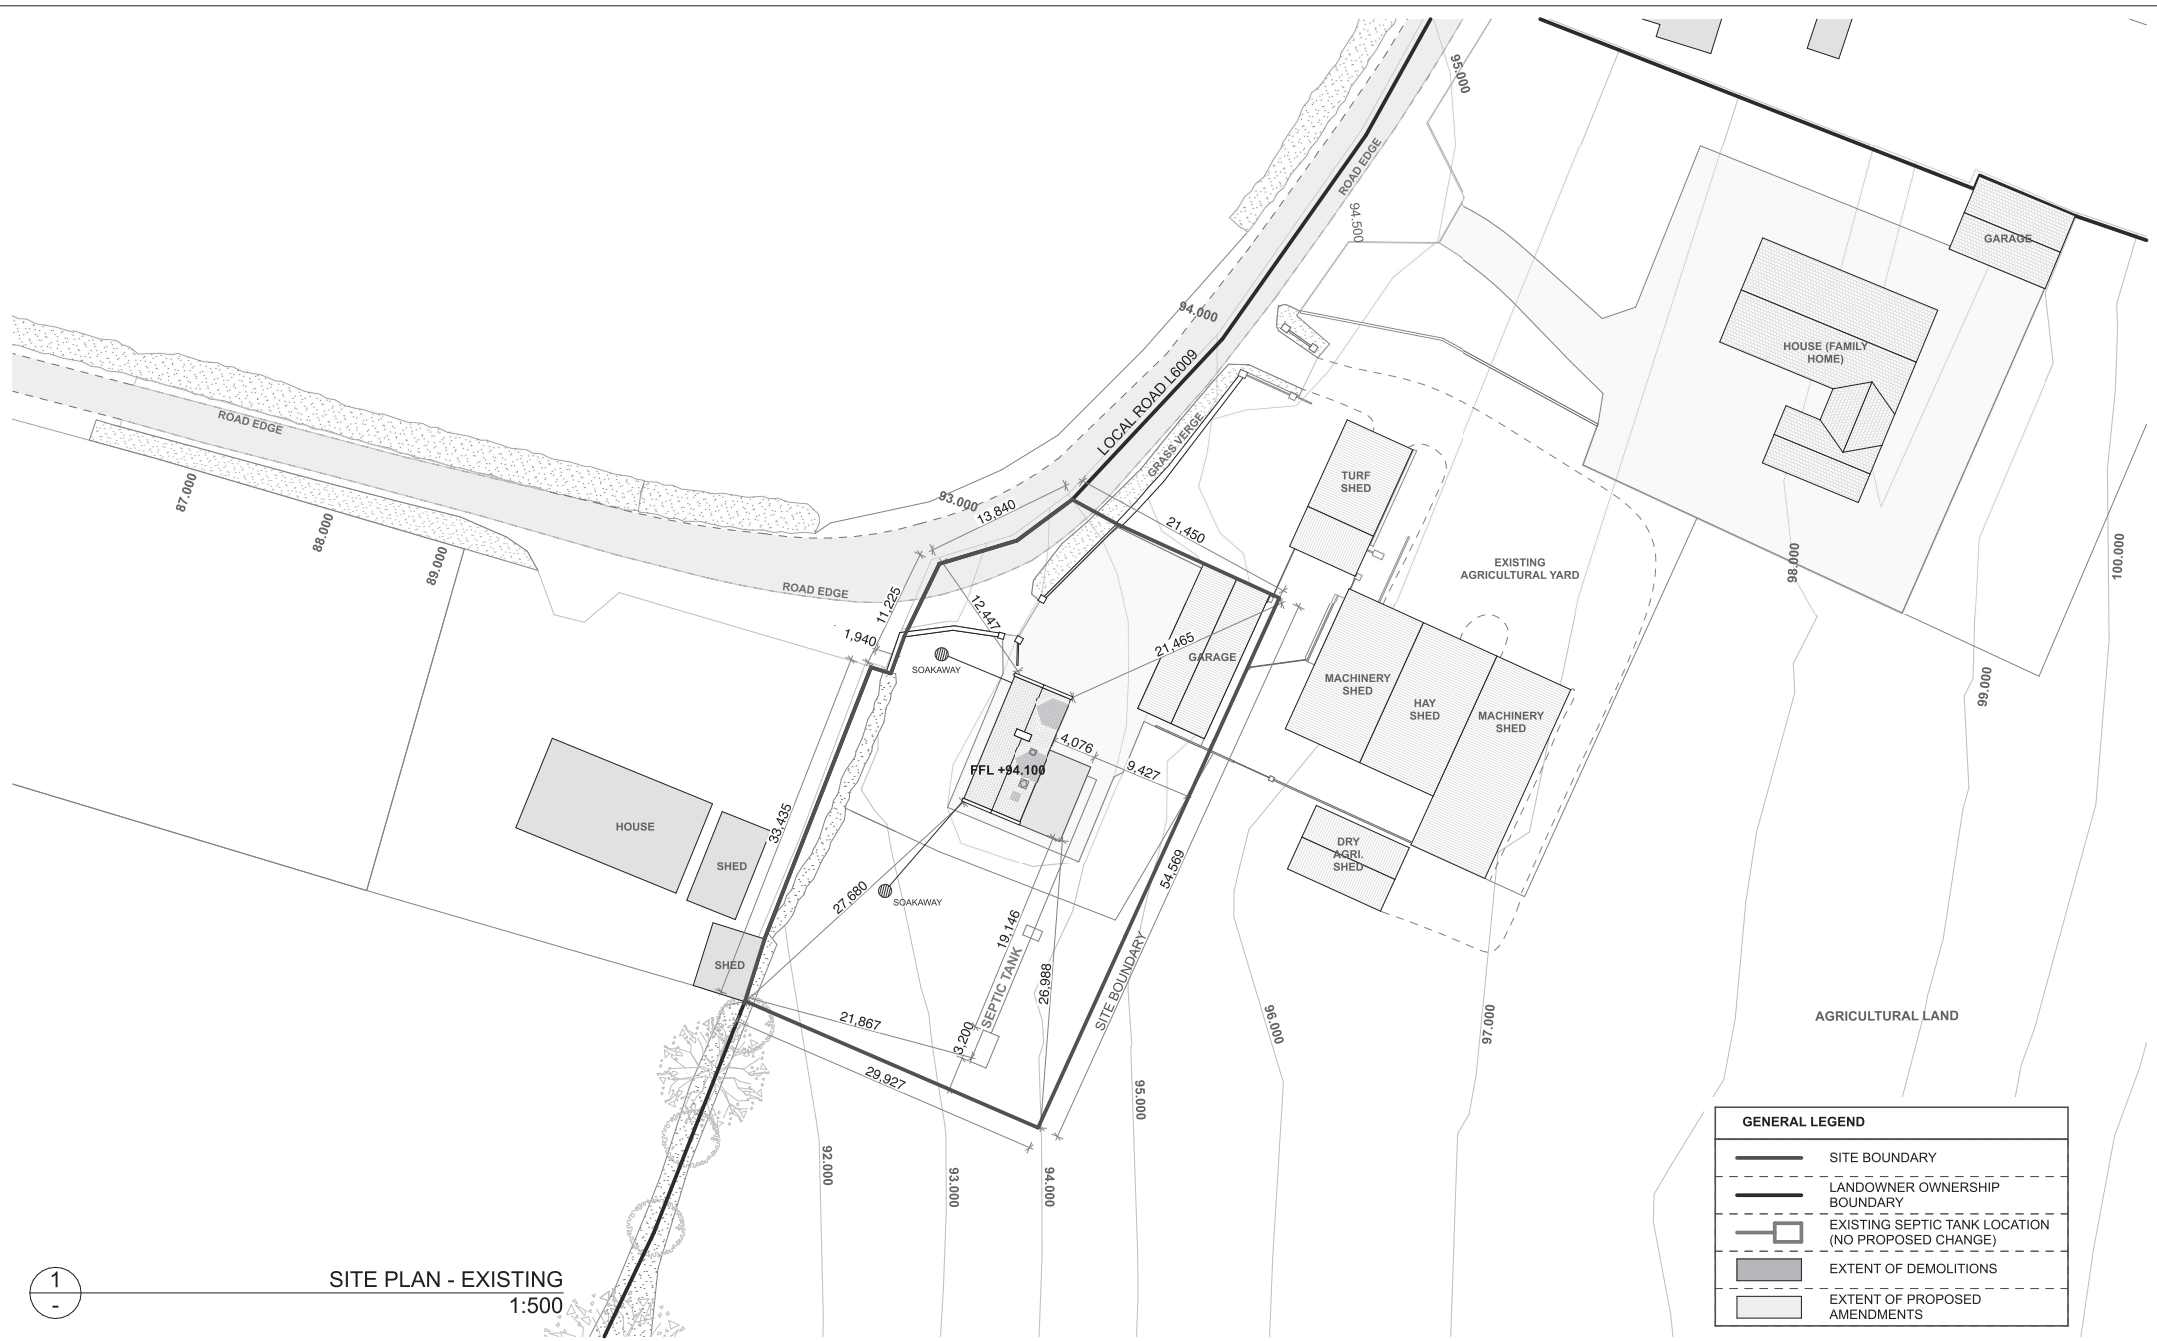 95.000
ROAD EDGE
94.500
GARAGE
94.000
HOUSE (FAMILY
HOME)
LOCAL ROAD L6009
ROAD EDGE
GRASS VERGE
TURF
SHED
87.000
88.000
89.000
93.000
13,840
21,450
EXISTING
AGRICULTURAL YARD
98.000
100.000
ROAD EDGE
11,225
12,447
1,940
SOAKAWAY
21,465
GARAGE
MACHINERY
SHED
HAY
SHED
MACHINERY
SHED
99.000
4,076
9,427
FFL +94.100
HOUSE
33,435
SHED
DRY
AGRI.
SHED
54,569
27,680
SOAKAWAY
19,146
SEPTIC TANK
26,988
SITE BOUNDARY
SHED
21,867
3,200
29,927
96.000
97.000
AGRICULTURAL LAND
95.000
92.000
93.000
94.000
GENERAL LEGEND
SITE BOUNDARY
LANDOWNER OWNERSHIP
BOUNDARY
EXISTING SEPTIC TANK LOCATION
(NO PROPOSED CHANGE)
EXTENT OF DEMOLITIONS
EXTENT OF PROPOSED
AMENDMENTS
1
-
SITE PLAN - EXISTING
1:500